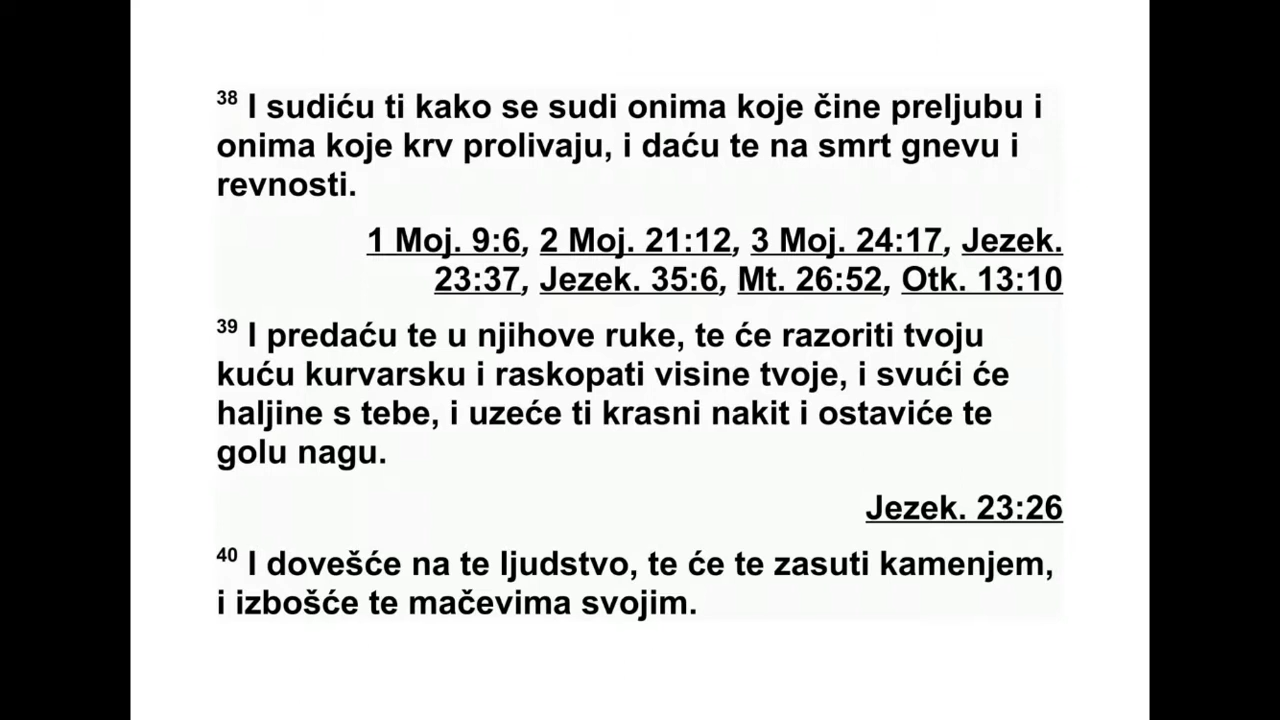 38 I sudiću ti kako se sudi onima koje čine preljubu i
onima koje krv prolivaju, i daću te na smrt gnevu i
revnosti.
1 Moj. 9:6, 2 Moj. 21:12, 3 Moj. 24:17, Jezek.
23:37, Jezek. 35:6, Mt. 26:52, Otk. 13:10
39 I predaću te u njihove ruke, te će razoriti tvoju
kuću kurvarsku i raskopati visine tvoje, i svući će
haljine s tebe, i uzeće ti krasni nakit i ostaviće te
golu nagu.
Jezek. 23:26
40 I dovešće na te ljudstvo, te će te zasuti kamenjem,
i izbošće te mačevima svojim.